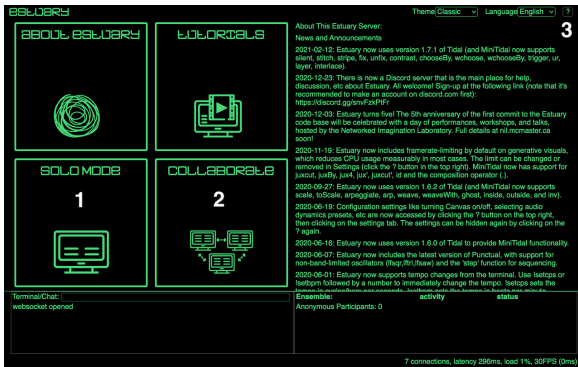 ESTUARY
Theme Classic Language English ?
ABOUT ESTUARY
TUTORIALS
SOLO MODE
1
COLLABORATE
2
3
About This Estuary Server:
News and Announcements
2021-02-12: Estuary now uses version 1.7.1 of Tidal (and MiniTidal now supports
silent, stitch, stripe, fix, unfix, contrast, chooseBy, wchoose, wchooseBy, trigger, ur,
layer, interlace).
2020-12-23: There is now a Discord server that is the main place for help,
discussion, etc about Estuary. All welcome! Sign-up at the following link (note that it's
recommended to make an account on discord.com first):
https://discord.gg/snvFzkPtFr
2020-12-03: Estuary turns five! The 5th anniversary of the first commit to the Estuary
code base will be celebrated with a day of performances, workshops, and talks,
hosted by the Networked Imagination Laboratory. Full details at nil.mcmaster.ca
soon!
2020-11-19: Estuary now includes framerate-limiting by default on generative visuals,
which reduces CPU usage measurably in most cases. The limit can be changed or
removed in Settings (click the ? button in the top right). MiniTidal now has support for
juxcut, juxBy, jux4, jux', juxcut', id and the composition operator (.).
2020-09-27: Estuary now uses version 1.6.2 of Tidal (and MiniTidal now supports
scale, toScale, arpeggiate, arp, weave, weaveWith, ghost, inside, outside, and inv).
2020-06-19: Configuration settings like turning Canvas on/off, selecting audio
dynamics presets, etc are now accessed by clicking the ? button on the top right,
then clicking on the settings tab. The settings can be hidden again by clicking on the
? again.
2020-06-16: Estuary now uses version 1.6.0 of Tidal to provide MiniTidal functionality.
2020-06-07: Estuary now includes the latest version of Punctual, with support for
non-band-limited oscillators (lfsqr,lftri,lfsaw) and the 'step' function for sequencing.
2020-06-01: Estuary now supports tempo changes from the terminal. Use !setcps or
!setbpm followed by a number to immediately change the tempo. !setcps sets the
Terminal/Chat:
websocket opened
Ensemble: activity status
Anonymous Participants: 0
7 connections, latency 296ms, load 1%, 30FPS (0ms)